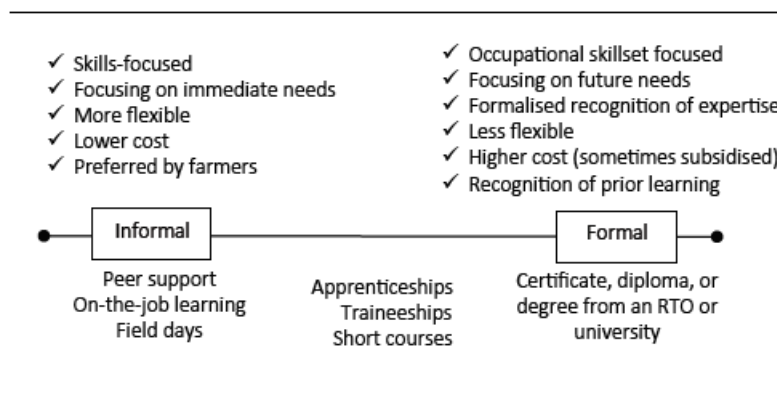 ✓ Skills-focused
✓ Focusing on immediate needs
✓ More flexible
✓ Lower cost
✓ Preferred by farmers
✓ Occupational skillset focused
✓ Focusing on future needs
✓ Formalised recognition of expertise
✓ Less flexible
✓ Higher cost (sometimes subsidised)
✓ Recognition of prior learning
Informal
Formal
Peer support
On-the-job learning
Field days
Apprenticeships
Traineeships
Short courses
Certificate, diploma, or
degree from an RTO or
university